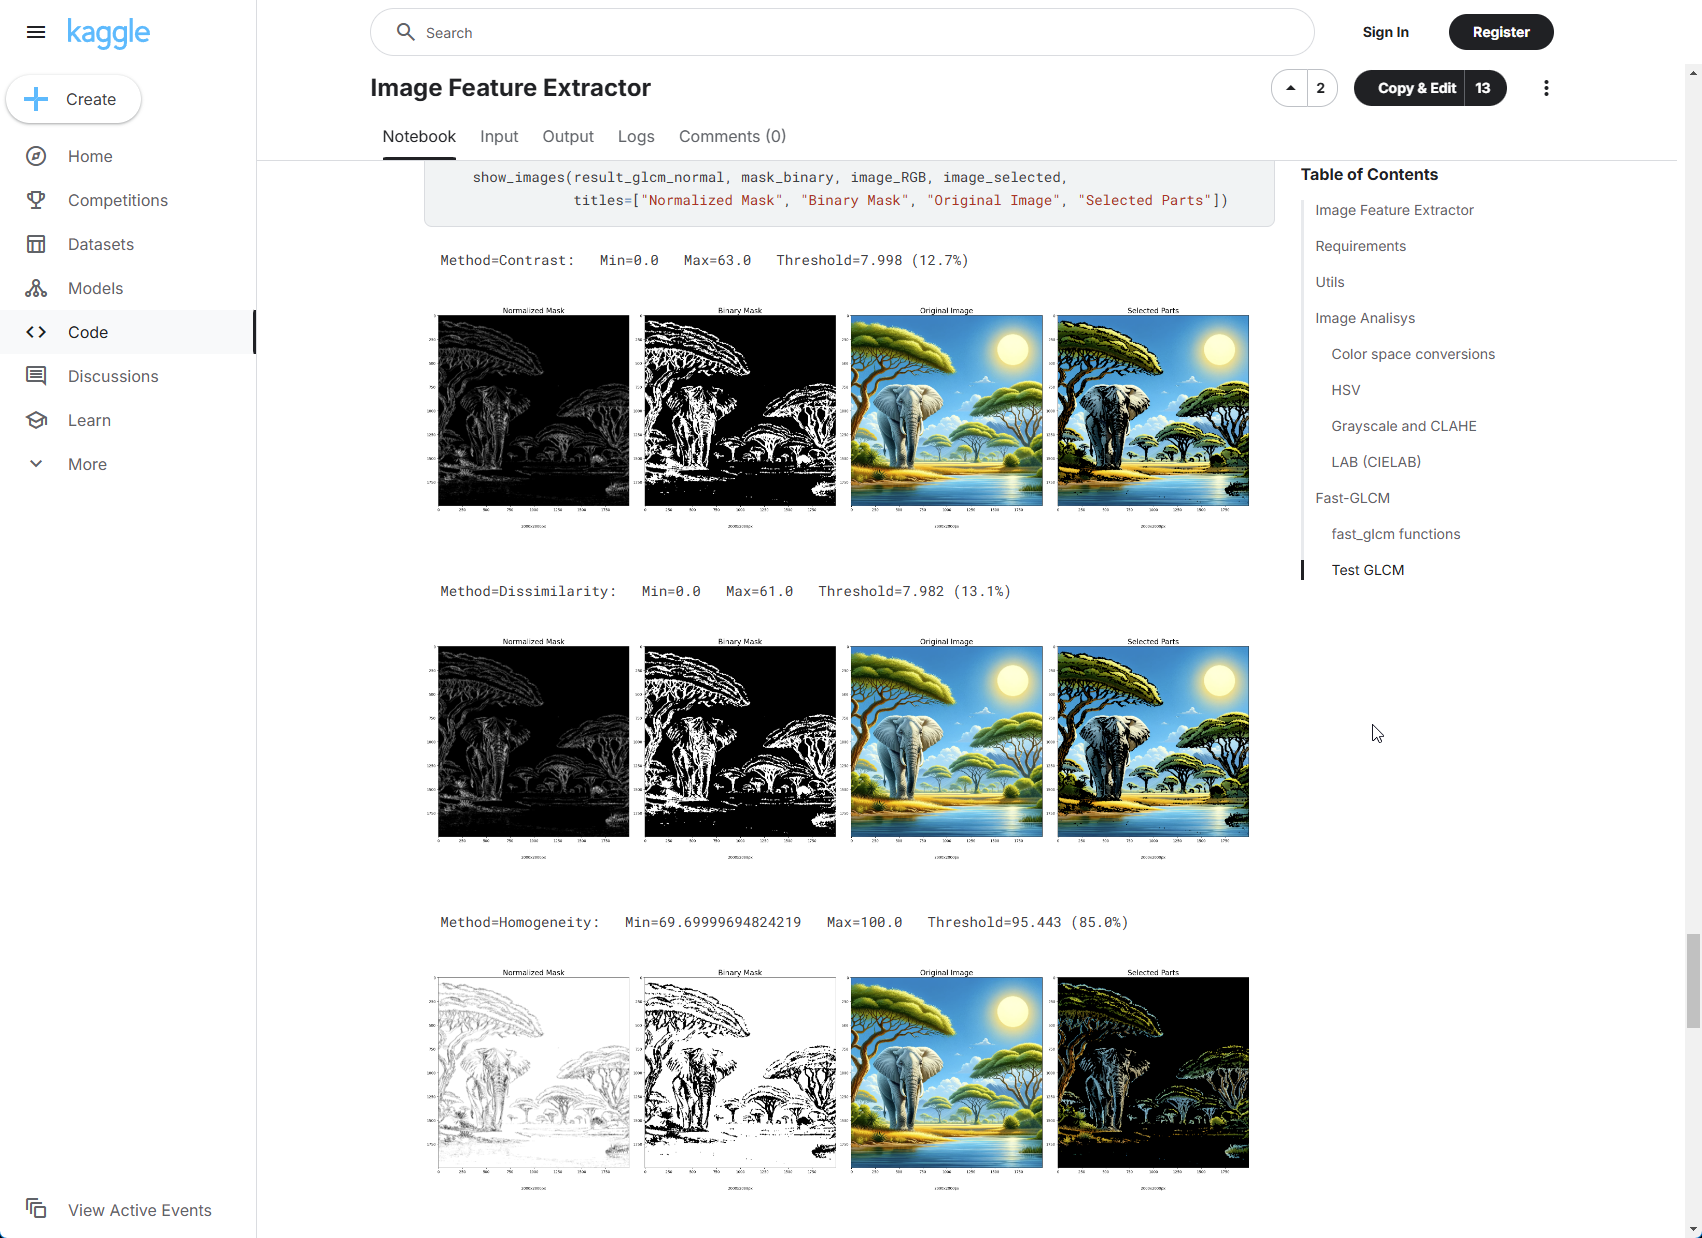 kaggle
Search
Sign In
Register
Create
Home
Competitions
Datasets
Models
Code
Discussions
Learn
More
View Active Events
Image Feature Extractor
2
Copy & Edit 13
Notebook Input Output Logs Comments (0)
show_images(result_glcm_normal, mask_binary, image_RGB, image_selected,
titles=["Normalized Mask", "Binary Mask", "Original Image", "Selected Parts"])
Method=Contrast: Min=0.0 Max=63.0 Threshold=7.998 (12.7%)
Normalized Mask Binary Mask Original Image Selected Parts
Method=Dissimilarity: Min=0.0 Max=61.0 Threshold=7.982 (13.1%)
Normalized Mask Binary Mask Original Image Selected Parts
Method=Homogeneity: Min=69.69999694824219 Max=100.0 Threshold=95.443 (85.0%)
Normalized Mask Binary Mask Original Image Selected Parts
Table of Contents
Image Feature Extractor
Requirements
Utils
Image Analisys
Color space conversions
HSV
Grayscale and CLAHE
LAB (CIELAB)
Fast-GLCM
fast_glcm functions
Test GLCM